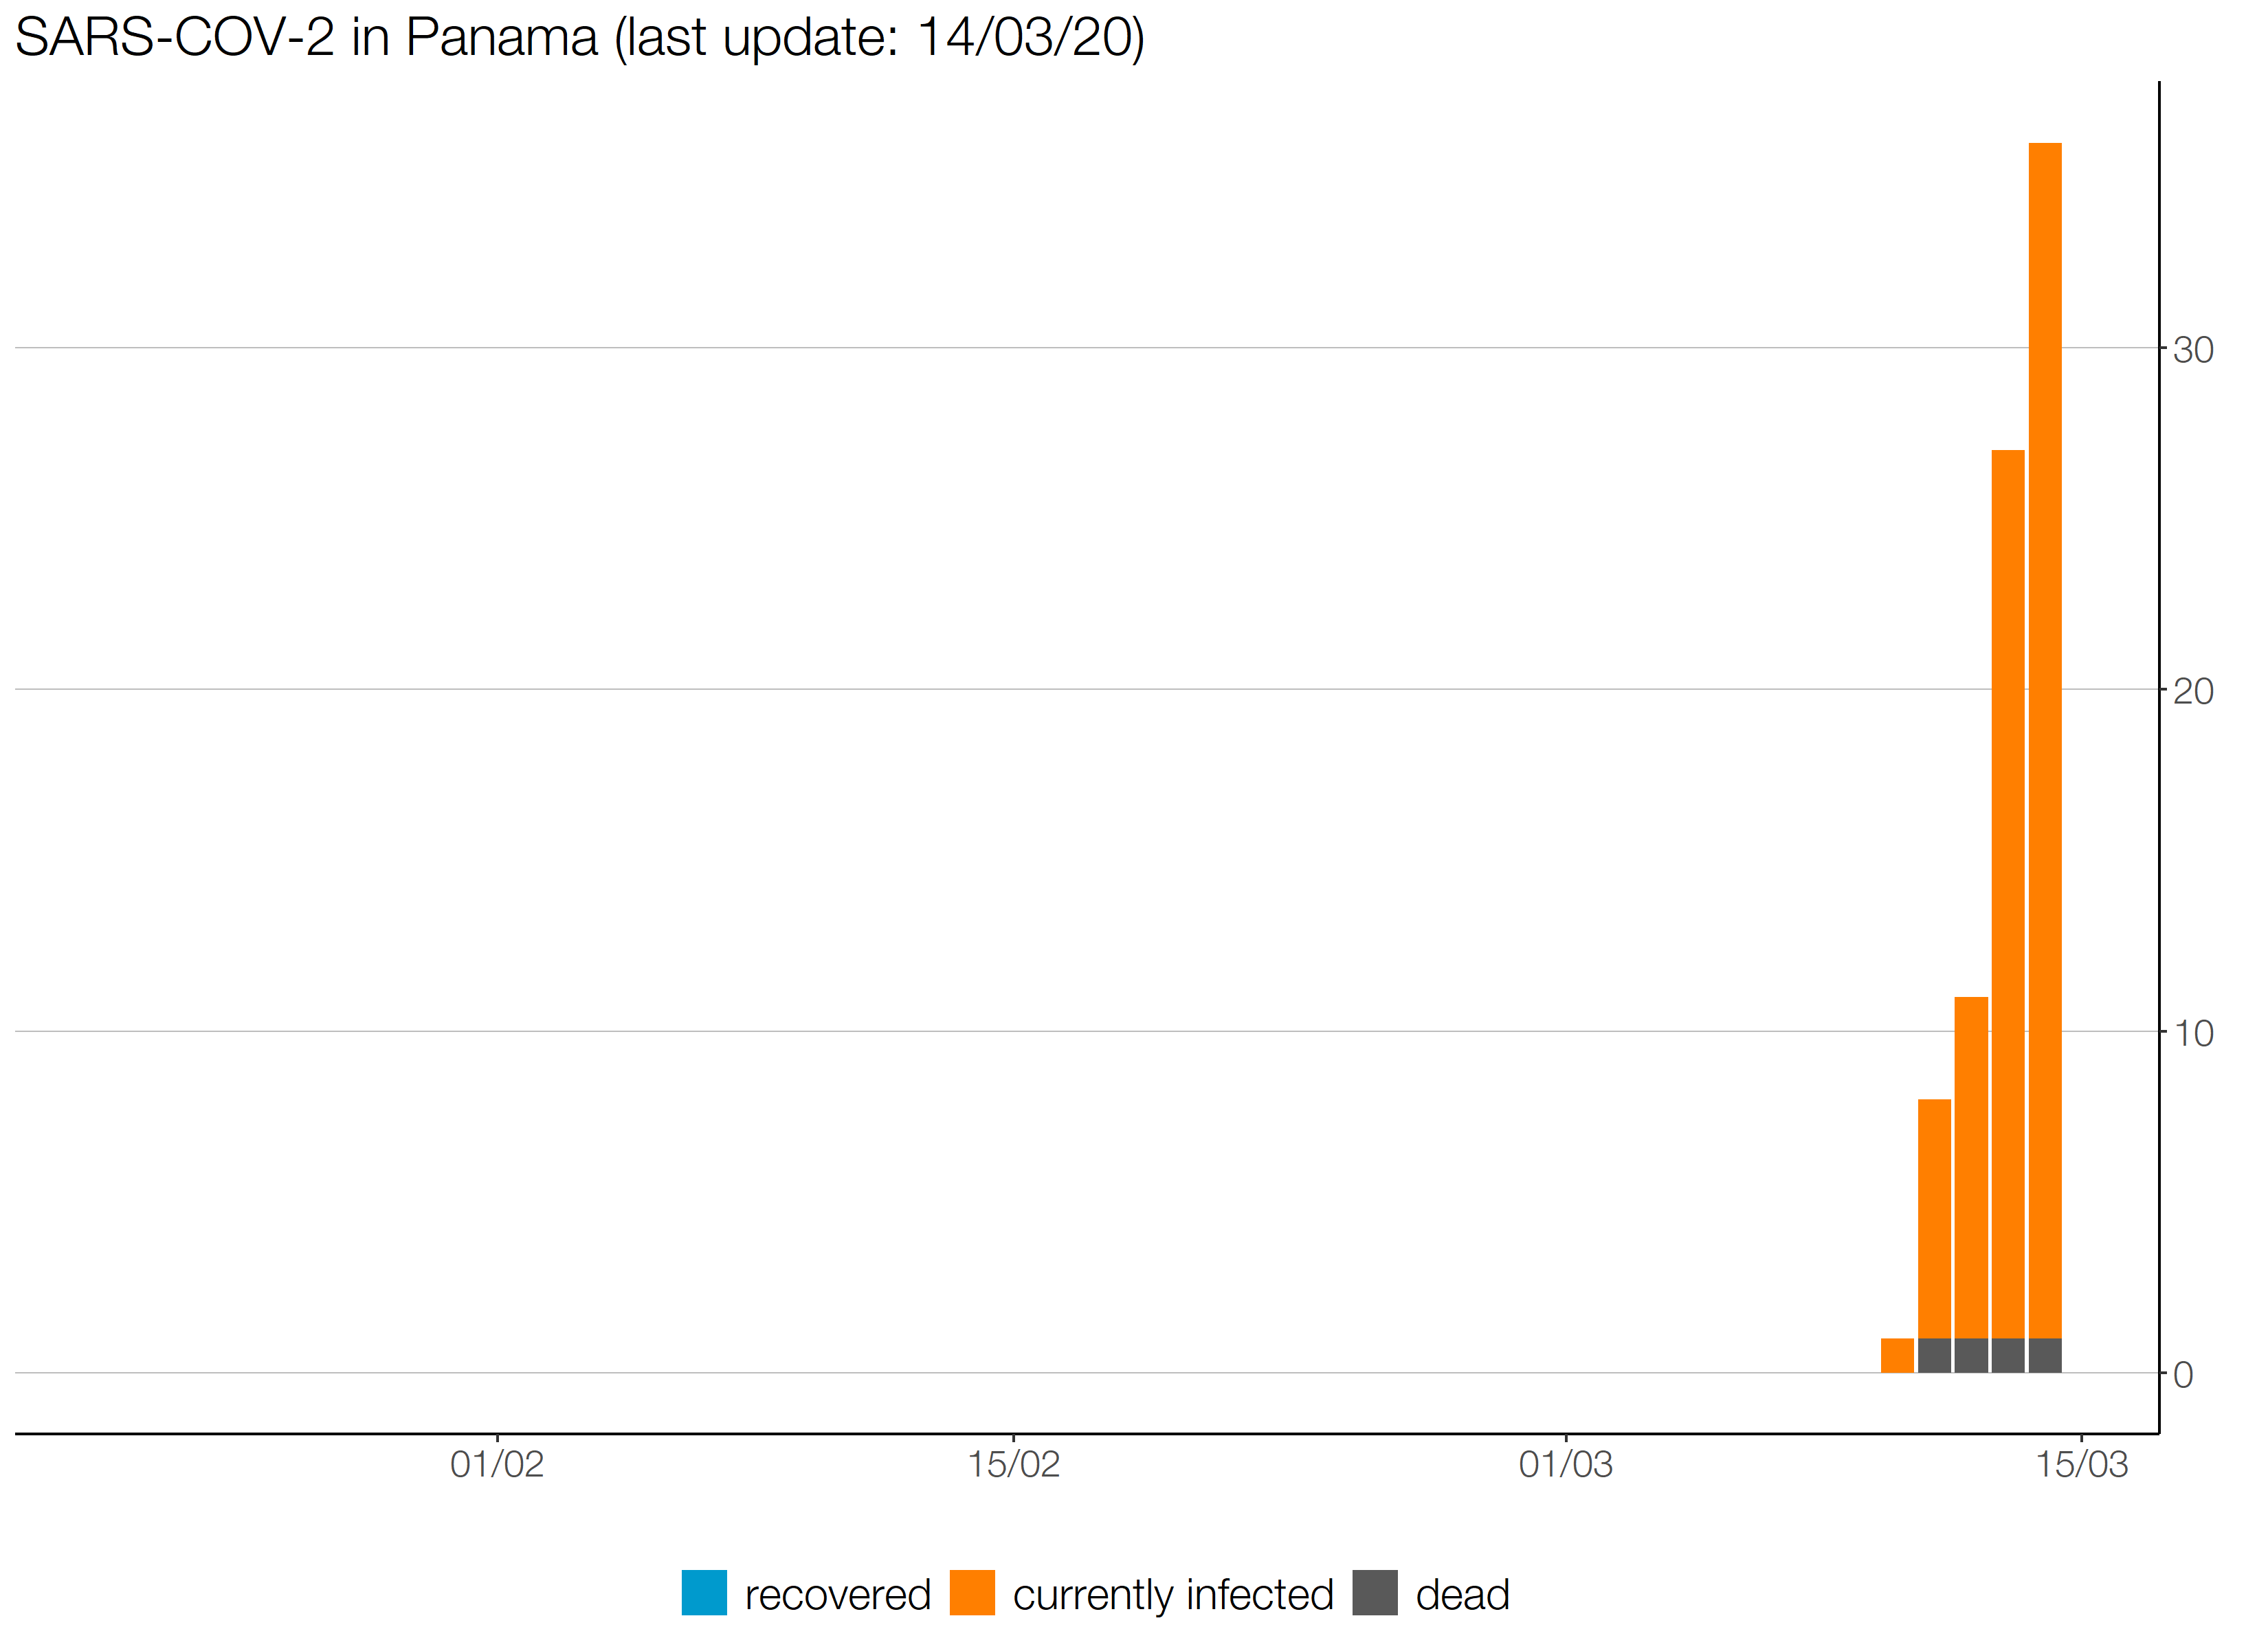 SARS-COV-2 in Panama (last update: 14/03/20)
30
20
10
0
01/02 15/02 01/03 15/03
recovered currently infected dead